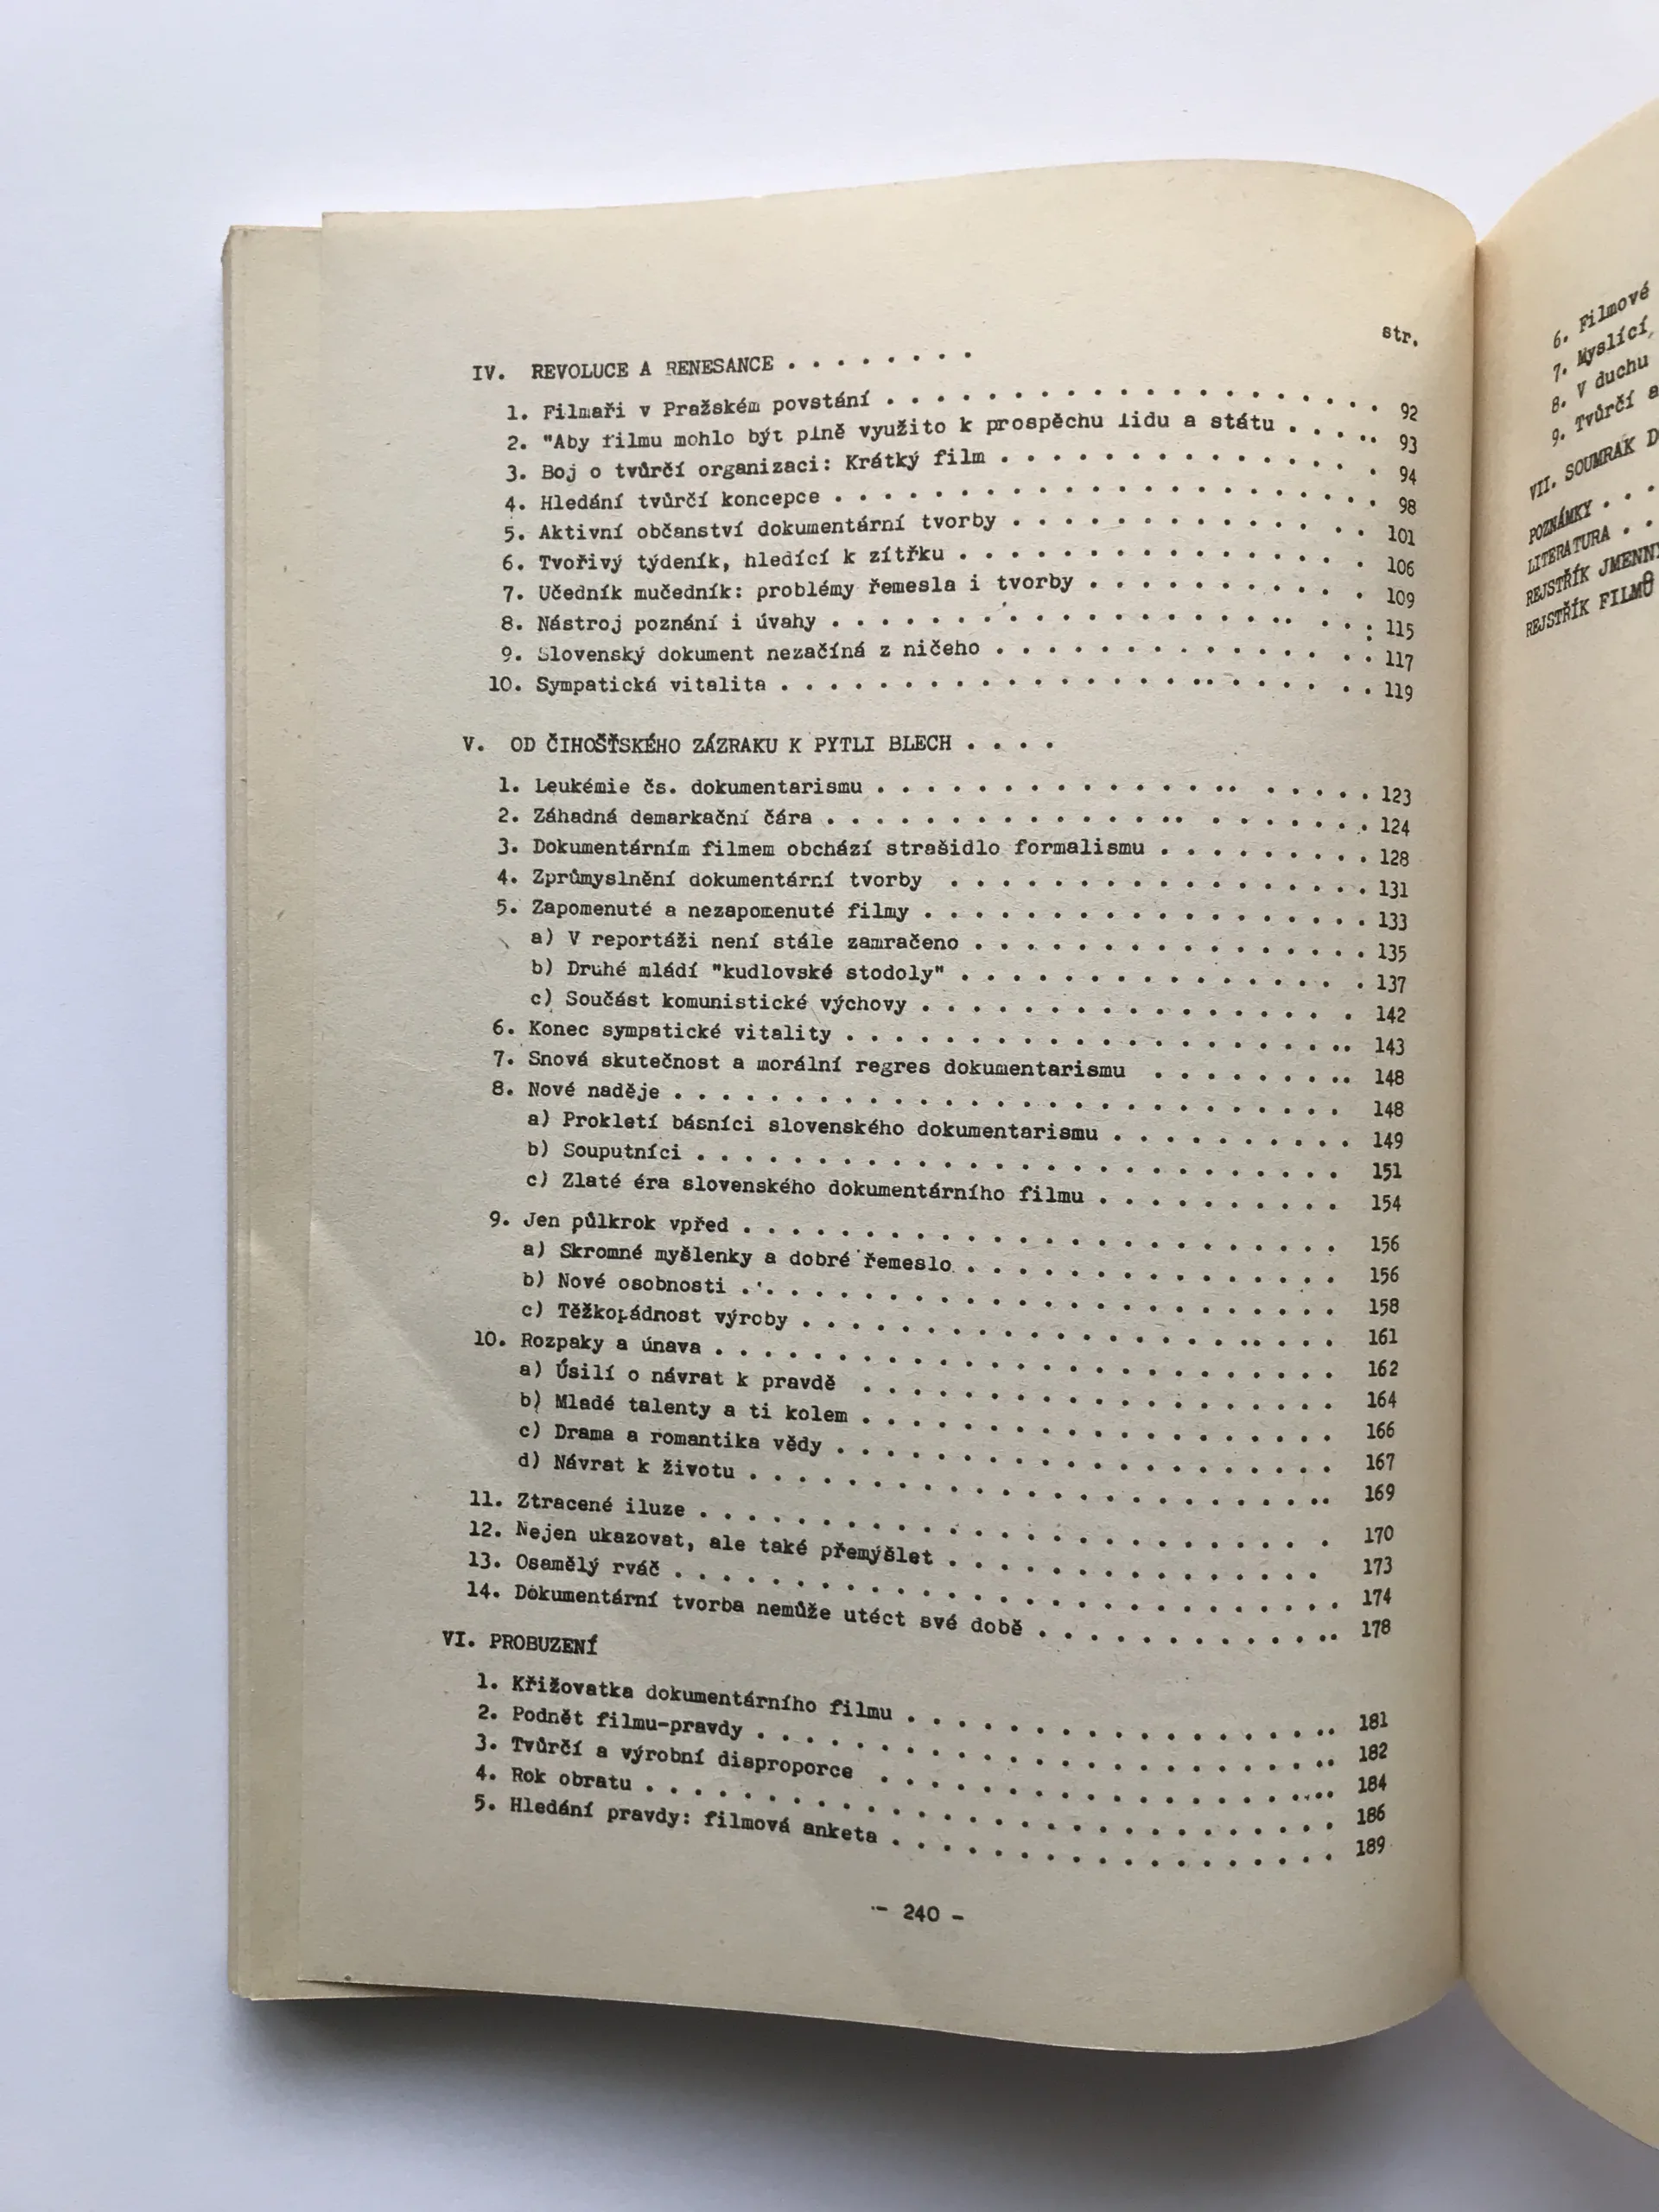 str.
IV. REVOLUCE A RENESANCE . . . . . . . .
1. Filmaři v Pražském povstání . . . . . . . . . . . . . . . . . . . . 92
2. "Aby filmu mohlo být plně využito k prospěchu lidu a státu . . . . . 93
3. Boj o tvůrčí organizaci: Krátký film . . . . . . . . . . . . . . . . 94
4. Hledání tvůrčí koncepce . . . . . . . . . . . . . . . . . . . . . . 98
5. Aktivní občanství dokumentární tvorby . . . . . . . . . . . . . . . 101
6. Tvořivý týdeník, hledící k zítřku . . . . . . . . . . . . . . . . . 106
7. Učedník mučedník: problémy řemesla i tvorby . . . . . . . . . . . . 109
8. Nástroj poznání i úvahy . . . . . . . . . . . . . . . . . . . . . . 115
9. Slovenský dokument nezačíná z ničeho . . . . . . . . . . . . . . . 117
10. Sympatická vitalita . . . . . . . . . . . . . . . . . . . . . . . . 119
V. OD ČIHOŠŤSKÉHO ZÁZRAKU K PYTLI BLECH . . . .
1. Leukémie čs. dokumentarismu . . . . . . . . . . . . . . . . . . . . 123
2. Záhadná demarkační čára . . . . . . . . . . . . . . . . . . . . . . 124
3. Dokumentárním filmem obchází strašidlo formalismu . . . . . . . . . 128
4. Zprůmyslnění dokumentární tvorby . . . . . . . . . . . . . . . . . 131
5. Zapomenuté a nezapomenuté filmy . . . . . . . . . . . . . . . . . . 133
a) V reportáži není stále zamračeno . . . . . . . . . . . . . . . . 135
b) Druhé mládí "kudlovské stodoly" . . . . . . . . . . . . . . . . . 137
c) Součást komunistické výchovy . . . . . . . . . . . . . . . . . . 142
6. Konec sympatické vitality . . . . . . . . . . . . . . . . . . . . . 143
7. Snová skutečnost a morální regres dokumentarismu . . . . . . . . . 148
8. Nové naděje . . . . . . . . . . . . . . . . . . . . . . . . . . . . 148
a) Prokletí básníci slovenského dokumentarismu . . . . . . . . . . 149
b) Souputníci . . . . . . . . . . . . . . . . . . . . . . . . . . . 151
c) Zlaté éra slovenského dokumentárního filmu . . . . . . . . . . 154
9. Jen půlkrok vpřed . . . . . . . . . . . . . . . . . . . . . . . . . 156
a) Skromné myšlenky a dobré řemeslo . . . . . . . . . . . . . . . . 156
b) Nové osobnosti . . . . . . . . . . . . . . . . . . . . . . . . . 158
c) Těžkopádnost výroby . . . . . . . . . . . . . . . . . . . . . . 161
10. Rozpaky a únava . . . . . . . . . . . . . . . . . . . . . . . . . . 162
a) Úsilí o návrat k pravdě . . . . . . . . . . . . . . . . . . . . 164
b) Mladé talenty a ti kolem . . . . . . . . . . . . . . . . . . . . 166
c) Drama a romantika vědy . . . . . . . . . . . . . . . . . . . . . 167
d) Návrat k životu . . . . . . . . . . . . . . . . . . . . . . . . 169
11. Ztracené iluze . . . . . . . . . . . . . . . . . . . . . . . . . . 170
12. Nejen ukazovat, ale také přemýšlet . . . . . . . . . . . . . . . . 173
13. Osamělý rváč . . . . . . . . . . . . . . . . . . . . . . . . . . . 174
14. Dokumentární tvorba nemůže utéct své době . . . . . . . . . . . . . 178
VI. PROBUZENÍ
1. Křižovatka dokumentárního filmu . . . . . . . . . . . . . . . . . . 181
2. Podnět filmu-pravdy . . . . . . . . . . . . . . . . . . . . . . . . 182
3. Tvůrčí a výrobní disproporce . . . . . . . . . . . . . . . . . . . 184
4. Rok obratu . . . . . . . . . . . . . . . . . . . . . . . . . . . . 186
5. Hledání pravdy: filmová anketa . . . . . . . . . . . . . . . . . . 189
- 240 -
6. Filmové
7. Myslící,
8. V duchu
9. Tvůrčí a
VII. SOUMRAK D
POZNÁMKY . . .
LITERATURA . .
REJSTŘÍK JMENNÝ
REJSTŘÍK FILMŮ